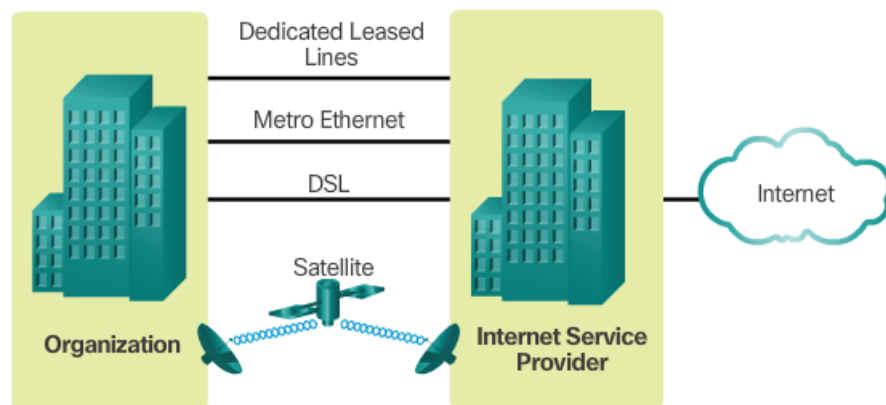 Dedicated Leased
Lines
Metro Ethernet
DSL
Internet
Satellite
Organization
Internet Service
Provider